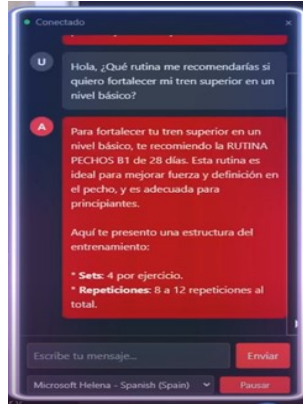 Conectado
U
Hola, ¿Qué rutina me recomendarías si
quiero fortalecer mi tren superior en un
nivel básico?
A
Para fortalecer tu tren superior en un
nivel básico, te recomiendo la RUTINA
PECHOS B1 de 28 días. Esta rutina es
ideal para mejorar fuerza y definición en
el pecho, y es adecuada para
principiantes.
Aquí te presento una estructura del
entrenamiento:
* Sets: 4 por ejercicio.
* Repeticiones: 8 a 12 repeticiones al
total.
Escribe tu mensaje...
Enviar
Microsoft Helena - Spanish (Spain)
Pausar